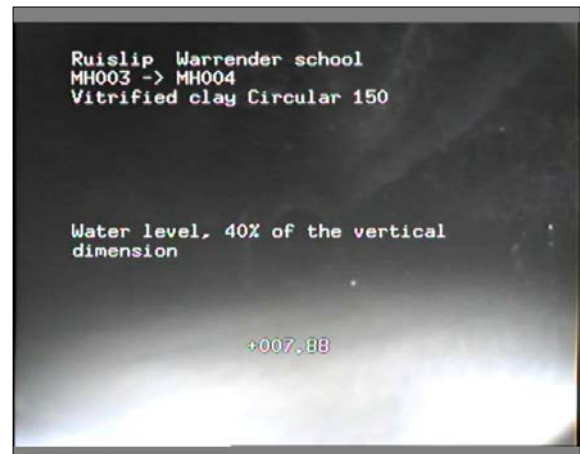 Ruislip Warrender school
MH003 -> MH004
Vitrified clay Circular 150
Water level, 40% of the vertical
dimension
+007.88